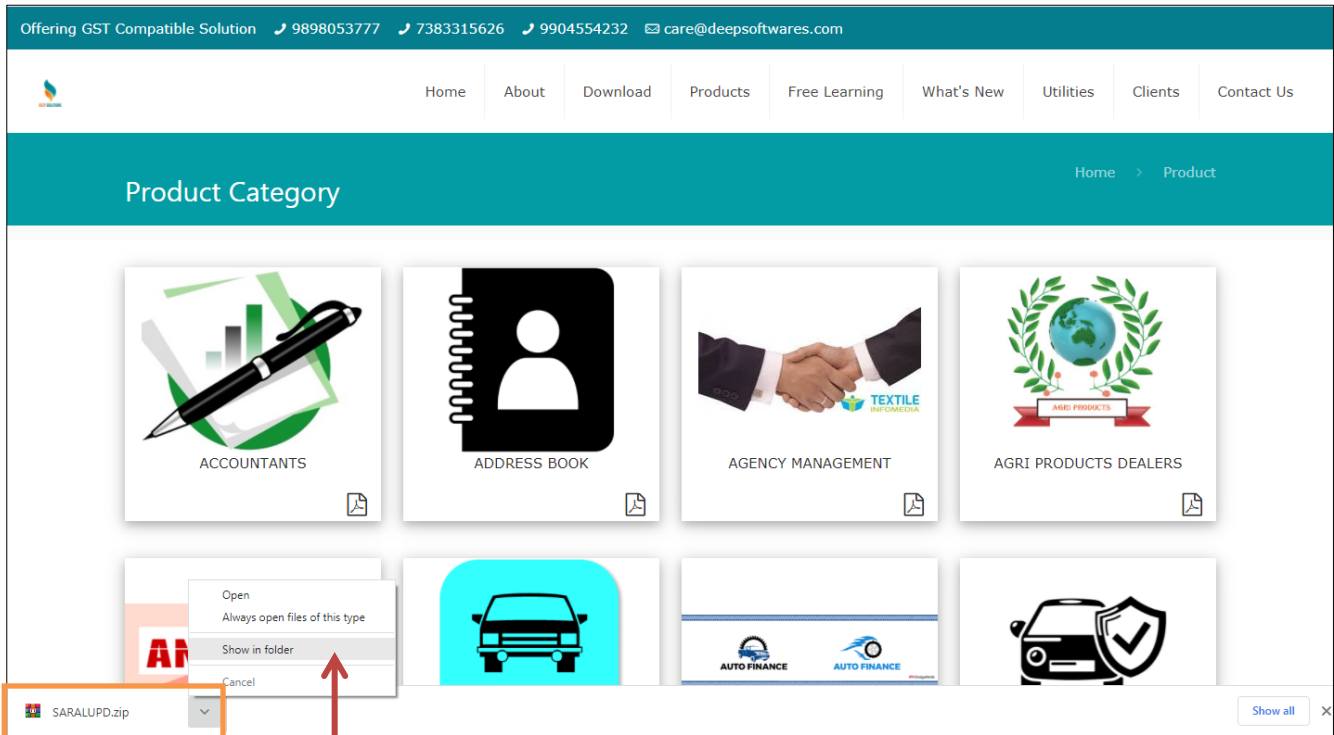 Offering GST Compatible Solution 9898053777 7383315626 9904554232 care@deepsoftwares.com
Home About Download Products Free Learning What's New Utilities Clients Contact Us
Home > Product
Product Category
TEXTILE
INFOMEDIA
AGRI PRODUCTS
ACCOUNTANTS ADDRESS BOOK AGENCY MANAGEMENT AGRI PRODUCTS DEALERS
Open
Always open files of this type
Show in folder
Cancel
AN
AUTO FINANCE AUTO FINANCE
SARALUPD.zip Show all